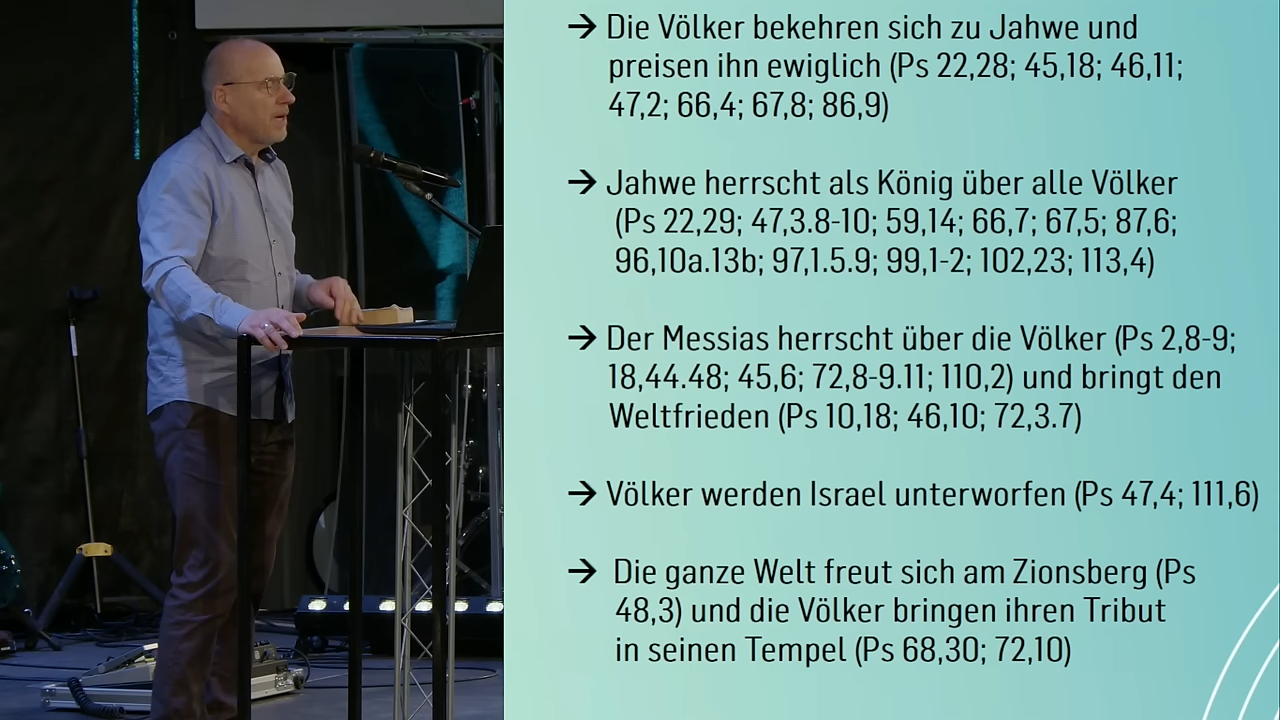 → Die Völker bekehren sich zu Jahwe und
preisen ihn ewiglich (Ps 22,28; 45,18; 46,11;
47,2; 66,4; 67,8; 86,9)
→ Jahwe herrscht als König über alle Völker
(Ps 22,29; 47,3.8-10; 59,14; 66,7; 67,5; 87,6;
96,10a.13b; 97,1.5.9; 99,1-2; 102,23; 113,4)
→ Der Messias herrscht über die Völker (Ps 2,8-9;
18,44.48; 45,6; 72,8-9.11; 110,2) und bringt den
Weltfrieden (Ps 10,18; 46,10; 72,3.7)
→ Völker werden Israel unterworfen (Ps 47,4; 111,6)
→ Die ganze Welt freut sich am Zionsberg (Ps
48,3) und die Völker bringen ihren Tribut
in seinen Tempel (Ps 68,30; 72,10)